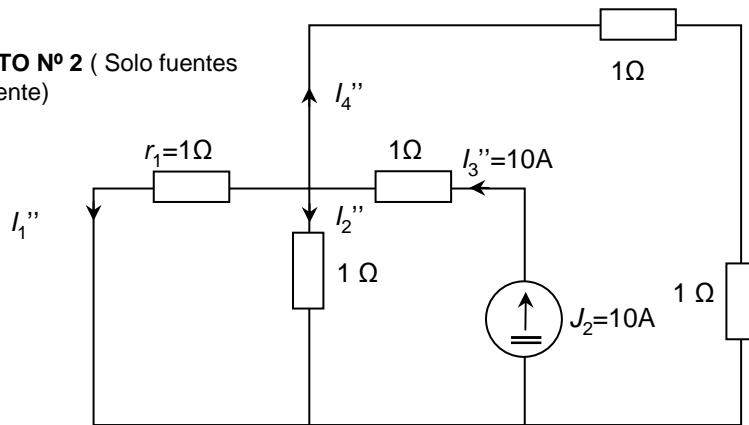 TO Nº 2 ( Solo fuentes
ente)
1Ω
I₄’’
r₁=1Ω
1Ω
I₃’’=10A
I₁’’
I₂’’
1 Ω
J₂=10A
1 Ω